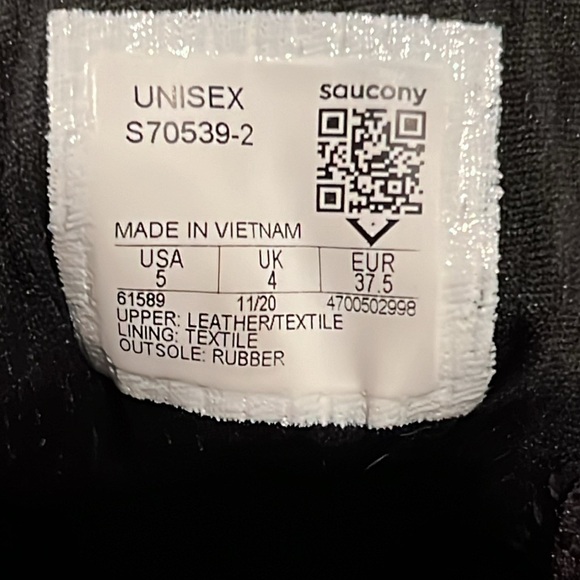 UNISEX
S70539-2
saucony
MADE IN VIETNAM
USA UK EUR
5 4 37.5
61589 11/20 4700502998
UPPER: LEATHER/TEXTILE
LINING: TEXTILE
OUTSOLE: RUBBER